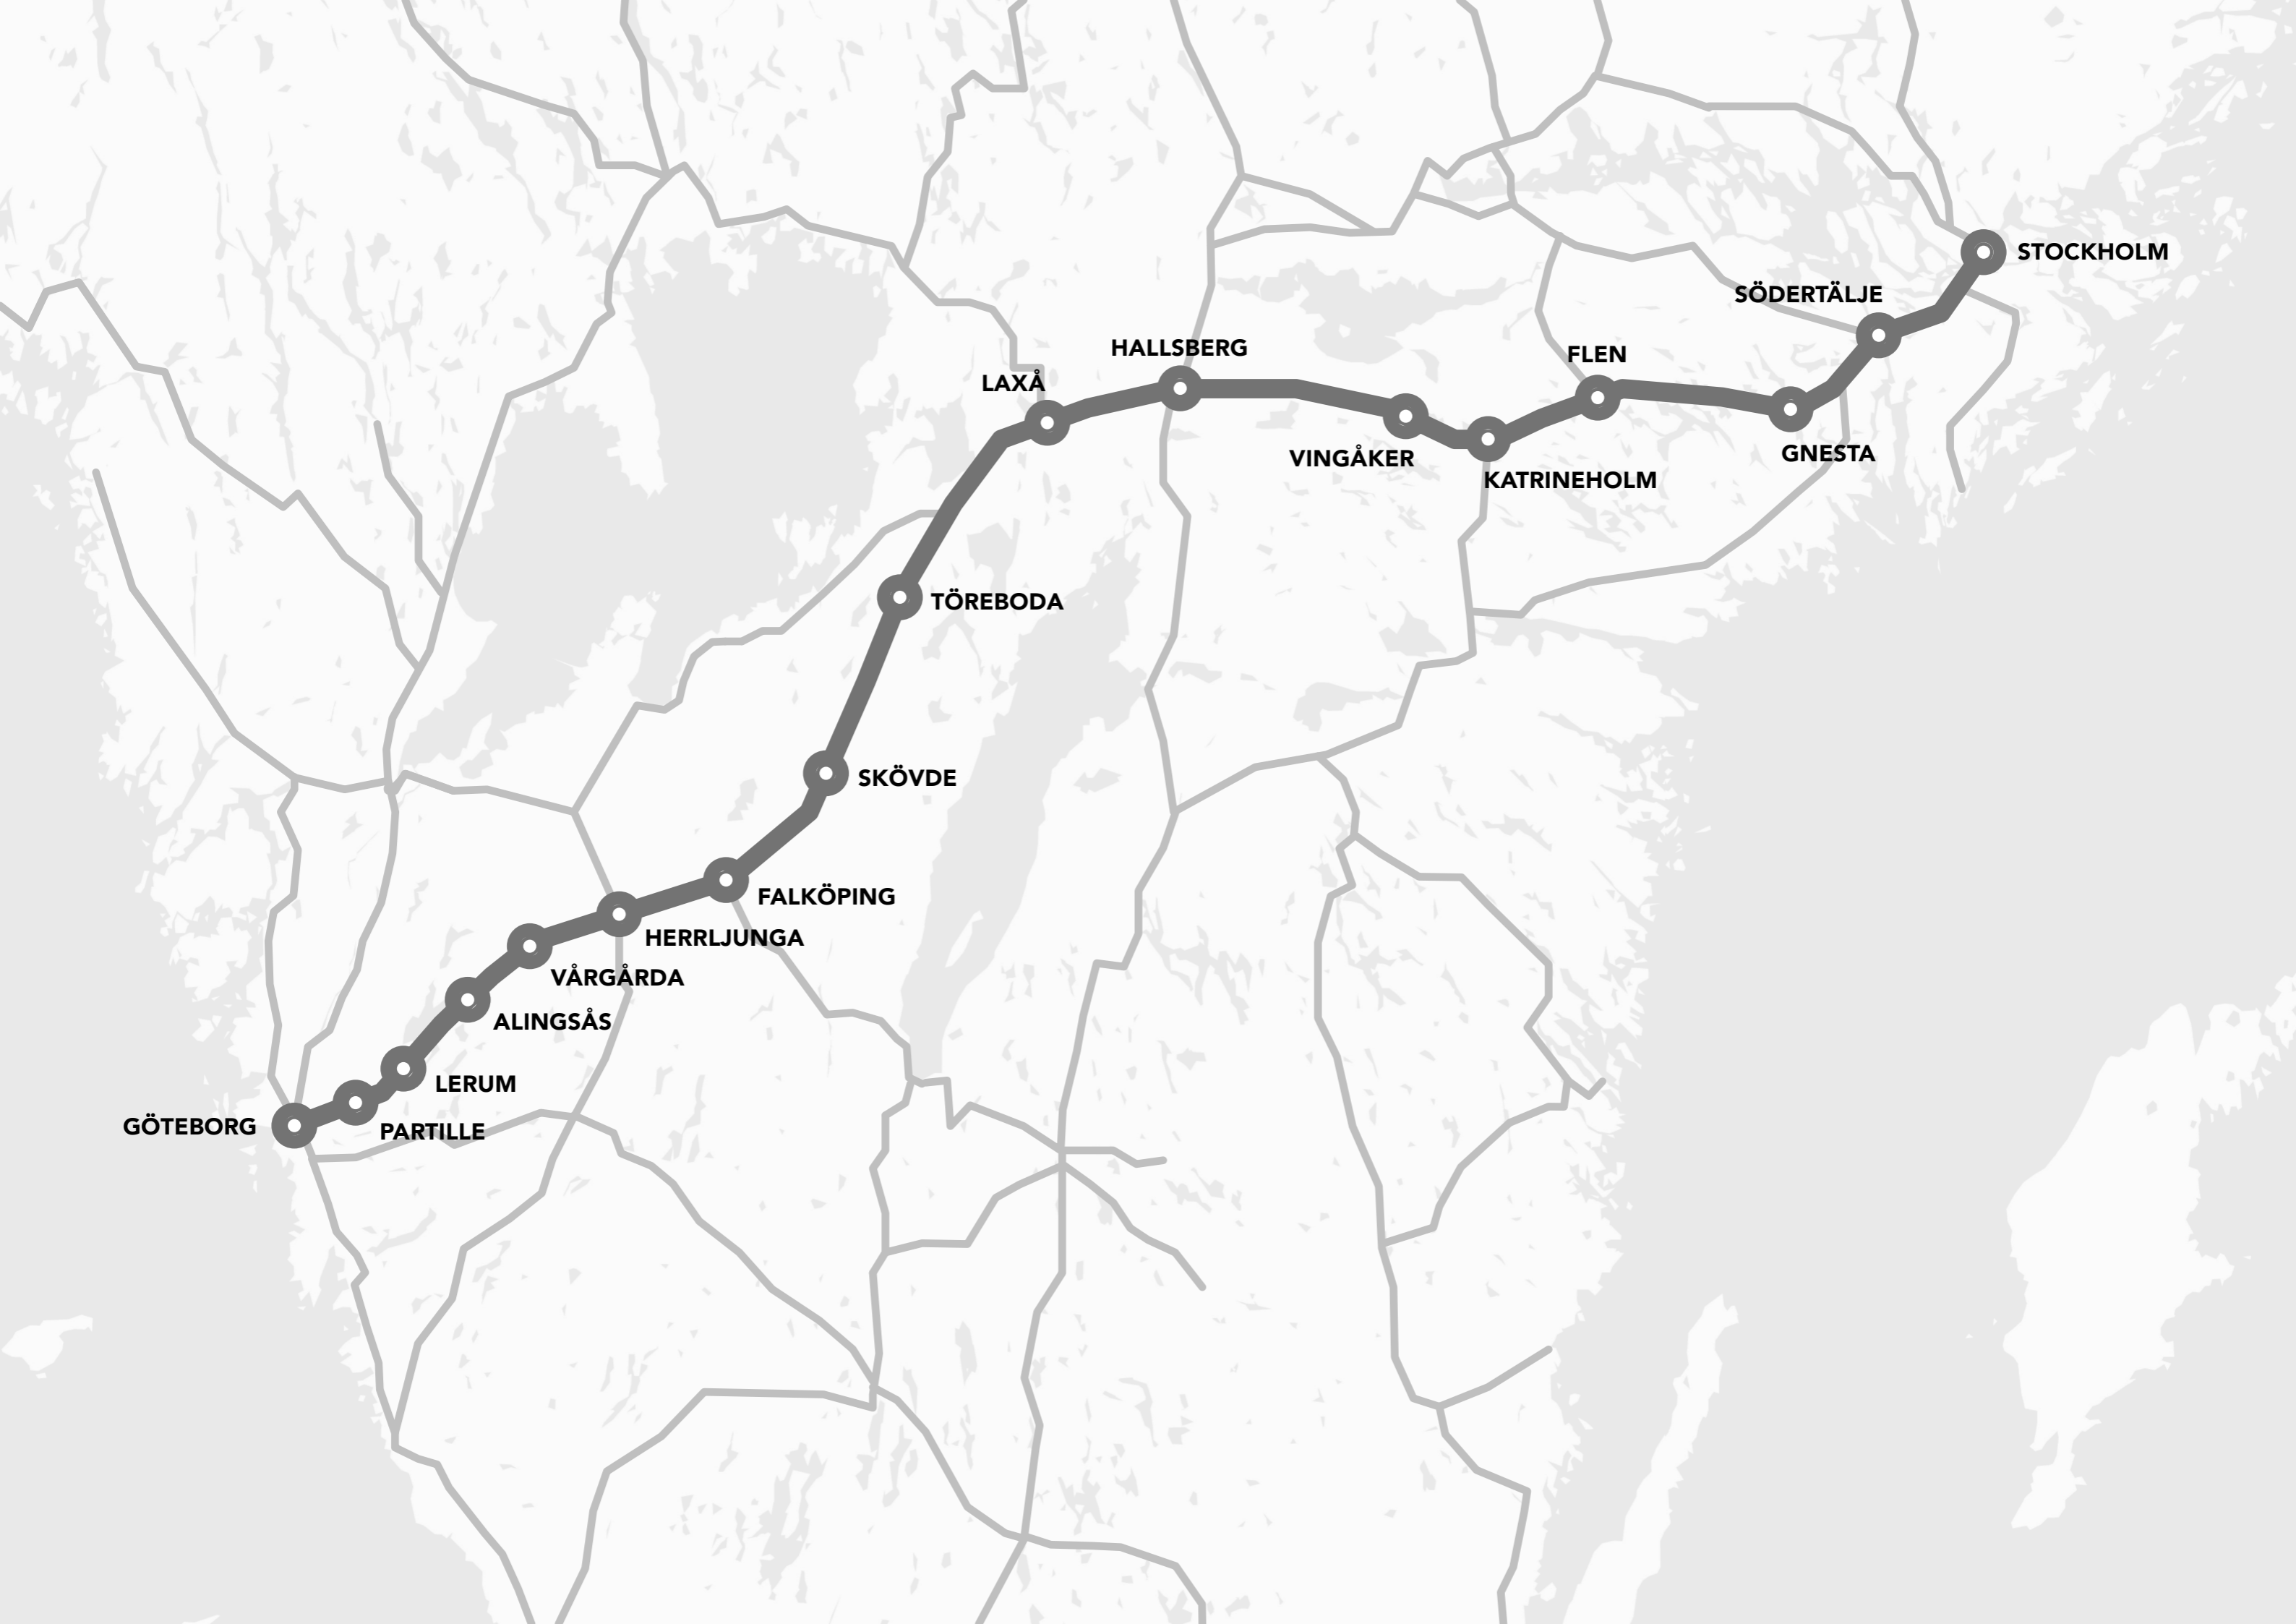 STOCKHOLM
SÖDERTÄLJE
HALLSBERG
FLEN
LAXÅ
GNESTA
VINGÅKER
KATRINEHOLM
TÖREBODA
SKÖVDE
FALKÖPING
HERRLJUNGA
VÅRGÅRDA
ALINGSÅS
LERUM
GÖTEBORG
PARTILLE